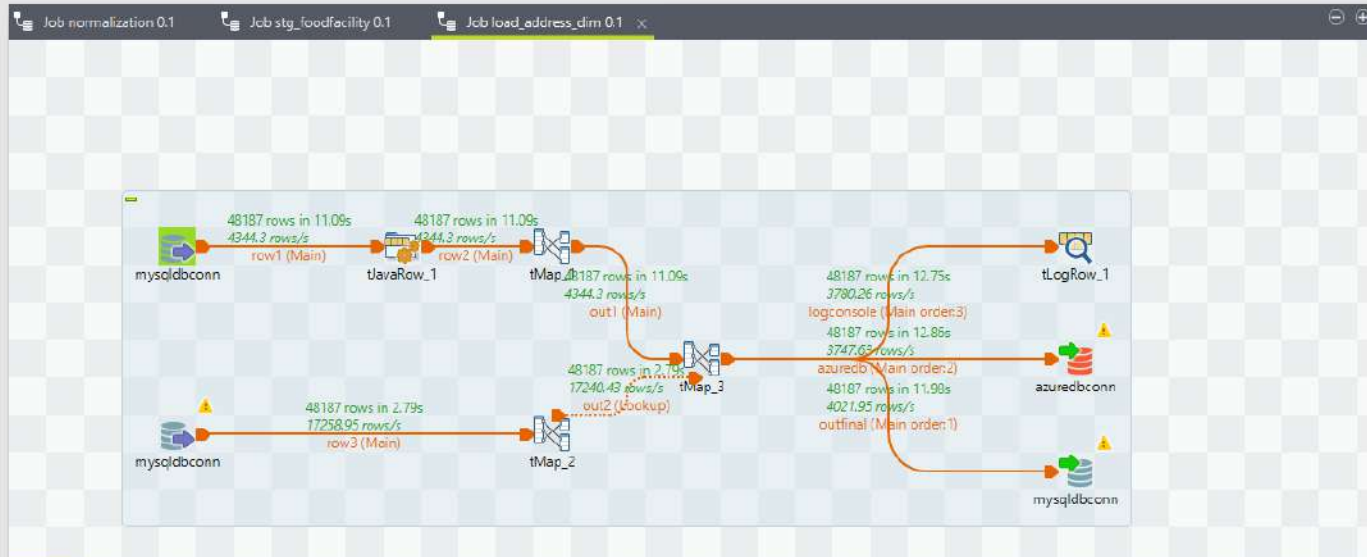 Job normalization 0.1
Job stg_foodfacility 0.1
Job load_address_dim 0.1
48187 rows in 11.09s
4344.3 rows/s
row1 (Main)
48187 rows in 11.09s
4344.3 rows/s
row2 (Main)
mysqldbconn
tJavaRow_1
48187 rows in 11.09s
4344.3 rows/s
out1 (Main)
48187 rows in 12.75s
3780.26 rows/s
logconsole (Main order:3)
tLogRow_1
48187 rows in 12.86s
3747.63 rows/s
azuredb (Main order:2)
azuredbconn
48187 rows in 2.79s
17240.43 rows/s
out2 (Lookup)
tMap_3
48187 rows in 11.98s
4021.95 rows/s
outfinal (Main order:1)
48187 rows in 2.79s
17258.95 rows/s
row3 (Main)
mysqldbconn
tMap_2
mysqldbconn